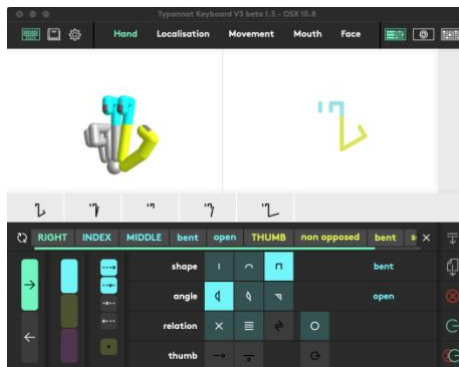 Typannot Keyboard V3 beta 1.5 - OSX 10.8
Hand Localisation Movement Mouth Face
RIGHT INDEX MIDDLE bent open THUMB non opposed bent
shape bent
angle open
relation
thumb